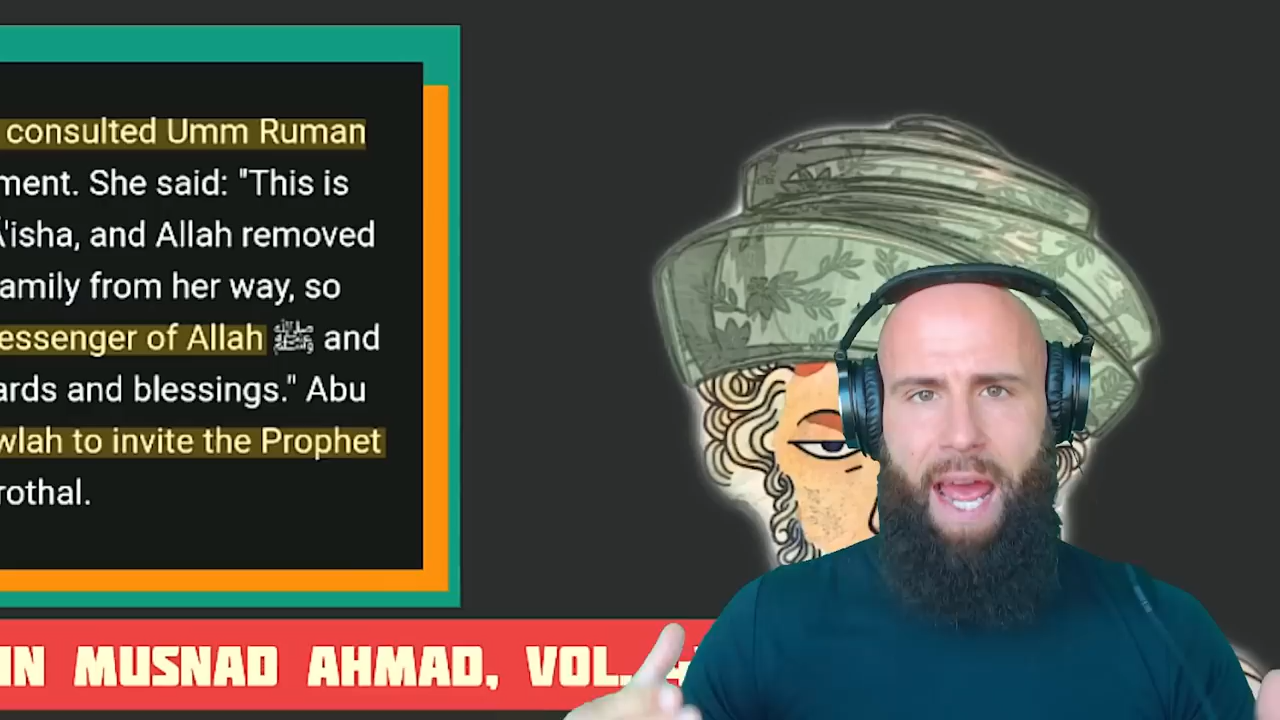 consulted Umm Ruman
ment. She said: "This is
'isha, and Allah removed
amily from her way, so
essenger of Allah ﷺ and
ards and blessings." Abu
wlah to invite the Prophet
rothal.
IN MUSNAD AHMAD, VOL.